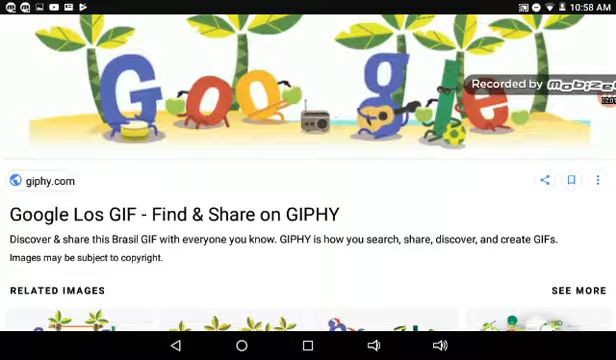 10:58 AM
Google
Recorded by mobize
giphy.com
Google Los GIF - Find & Share on GIPHY
Discover & share this Brasil GIF with everyone you know. GIPHY is how you search, share, discover, and create GIFs.
Images may be subject to copyright.
RELATED IMAGES
SEE MORE